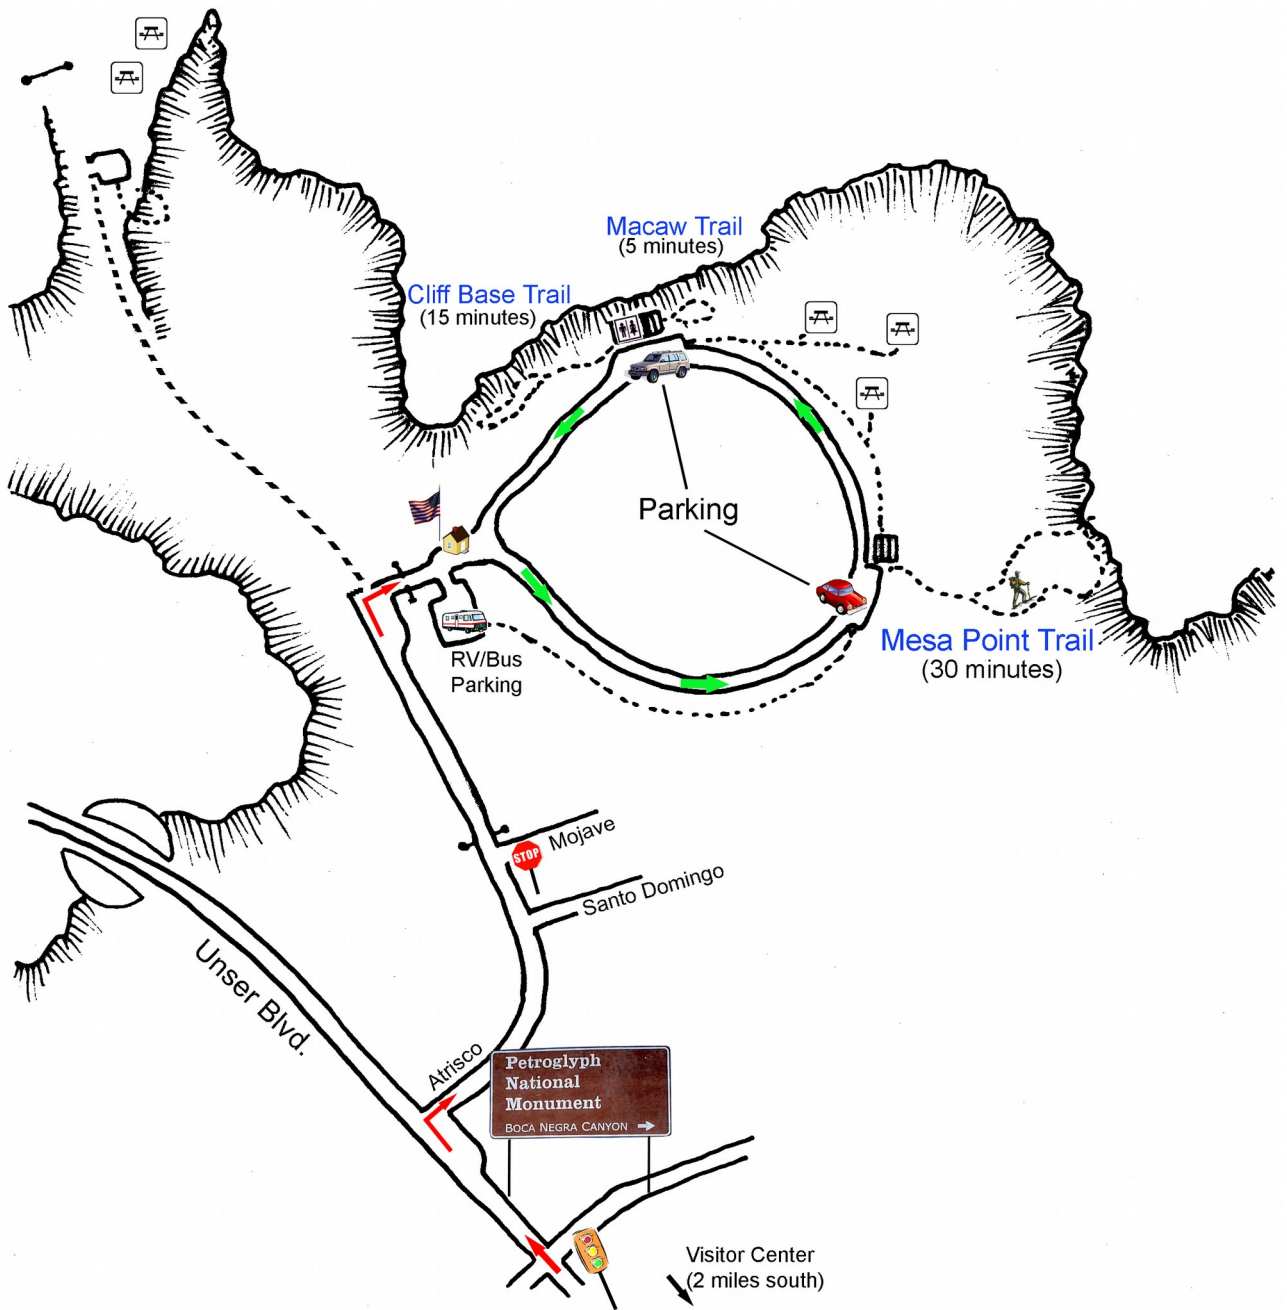 Macaw Trail
(5 minutes)
Cliff Base Trail
(15 minutes)
Parking
Mesa Point Trail
(30 minutes)
RV/Bus
Parking
Mojave
STOP
Santo Domingo
Unser Blvd.
Atrisco
Petroglyph
National
Monument
BOCA NEGRA CANYON
Visitor Center
(2 miles south)